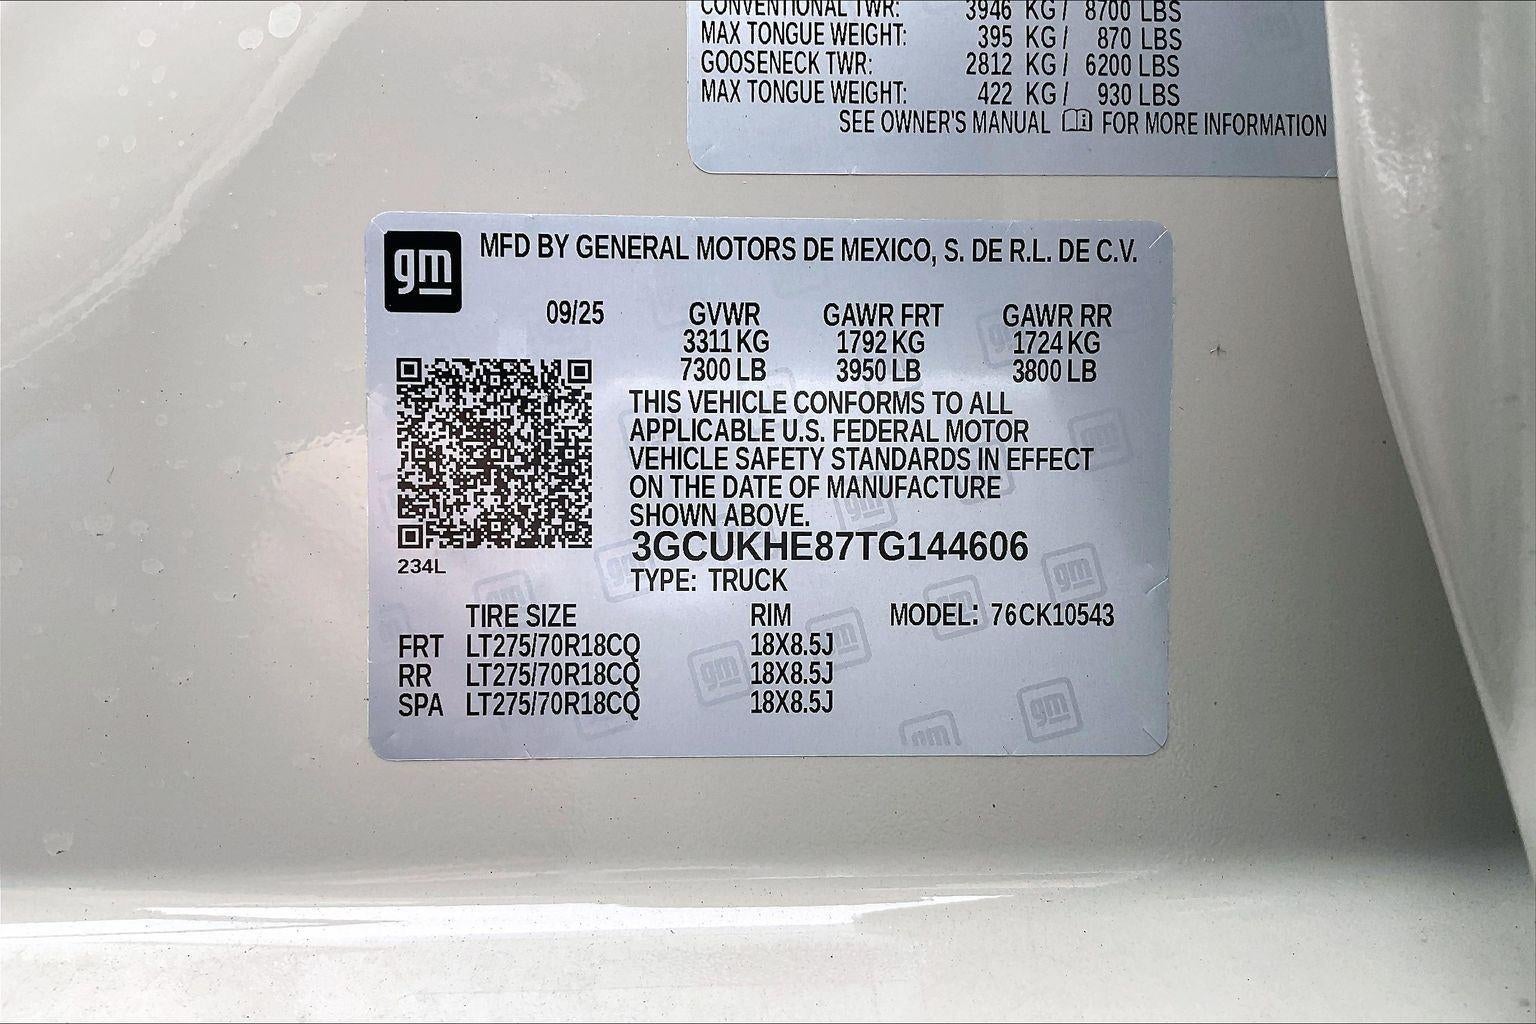 CONVENTIONAL TWR: 3946 KG / 8700 LBS
MAX TONGUE WEIGHT: 395 KG / 870 LBS
GOOSENECK TWR: 2812 KG / 6200 LBS
MAX TONGUE WEIGHT: 422 KG / 930 LBS
SEE OWNER'S MANUAL FOR MORE INFORMATION
gm
MFD BY GENERAL MOTORS DE MEXICO, S. DE R.L. DE C.V.
09/25 GVWR GAWR FRT GAWR RR
3311 KG 1792 KG 1724 KG
7300 LB 3950 LB 3800 LB
THIS VEHICLE CONFORMS TO ALL
APPLICABLE U.S. FEDERAL MOTOR
VEHICLE SAFETY STANDARDS IN EFFECT
ON THE DATE OF MANUFACTURE
SHOWN ABOVE.
3GCUKHE87TG144606
234L
TYPE: TRUCK
TIRE SIZE RIM MODEL: 76CK10543
FRT LT275/70R18CQ 18X8.5J
RR LT275/70R18CQ 18X8.5J
SPA LT275/70R18CQ 18X8.5J